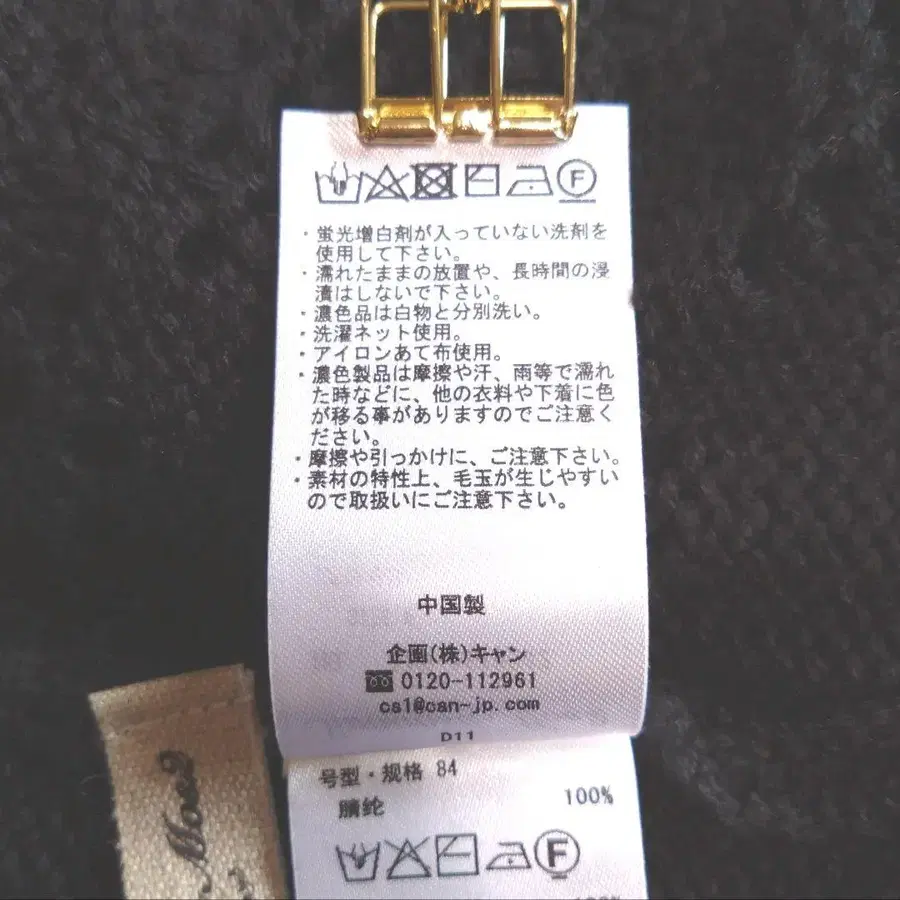 F
・蛍光増白剤が入っていない洗剤を
使用して下さい。
・濡れたままの放置や、長時間の浸
漬はしないで下さい。
・濃色品は白物と分別洗い。
・洗濯ネット使用。
・アイロンあて布使用。
・濃色製品は摩擦や汗、雨等で濡れ
た時などに、他の衣料や下着に色
が移る事がありますのでご注意く
ださい。
・摩擦や引っかけに、ご注意下さい。
・素材の特性上、毛玉が生じやすい
ので取扱いにご注意下さい。
中国製
企画(株)キャン
0120-112961
cs1@can-jp.com
D11
号型・规格 84
腈纶 100%
F
100%